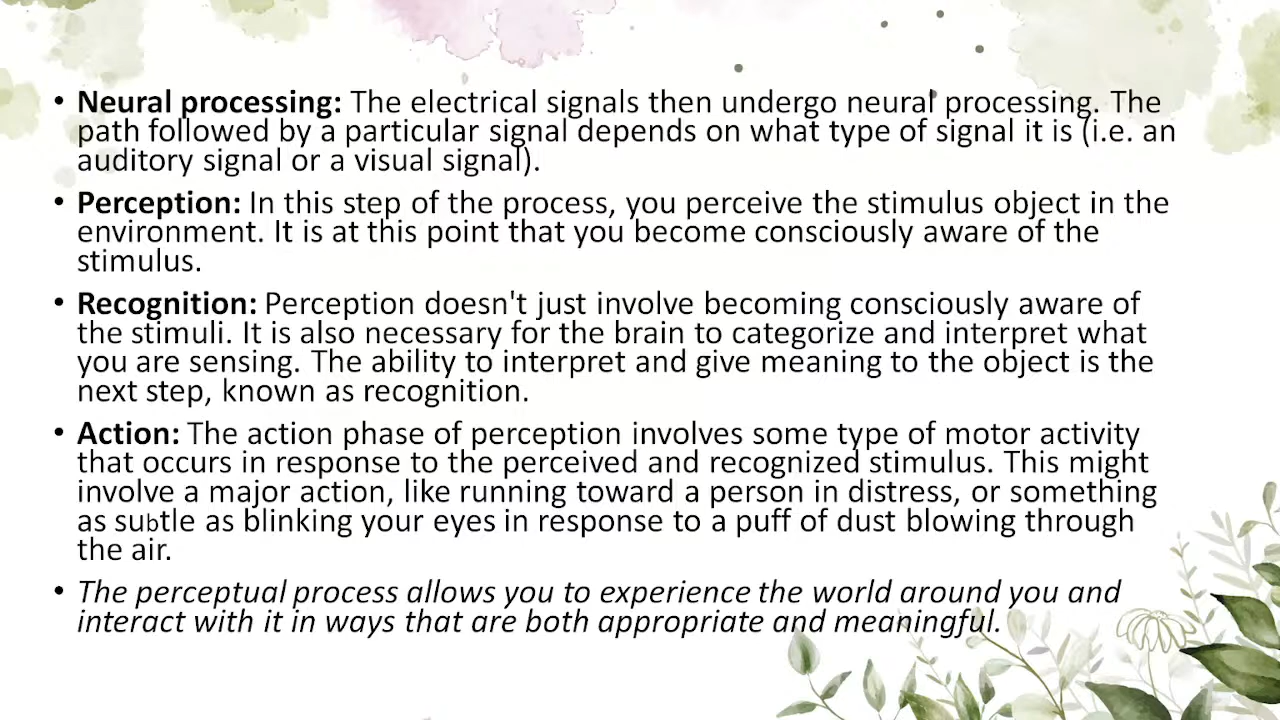 • Neural processing: The electrical signals then undergo neural processing. The
path followed by a particular signal depends on what type of signal it is (i.e. an
auditory signal or a visual signal).
• Perception: In this step of the process, you perceive the stimulus object in the
environment. It is at this point that you become consciously aware of the
stimulus.
• Recognition: Perception doesn't just involve becoming consciously aware of
the stimuli. It is also necessary for the brain to categorize and interpret what
you are sensing. The ability to interpret and give meaning to the object is the
next step, known as recognition.
• Action: The action phase of perception involves some type of motor activity
that occurs in response to the perceived and recognized stimulus. This might
involve a major action, like running toward a person in distress, or something
as subtle as blinking your eyes in response to a puff of dust blowing through
the air.
• The perceptual process allows you to experience the world around you and
interact with it in ways that are both appropriate and meaningful.